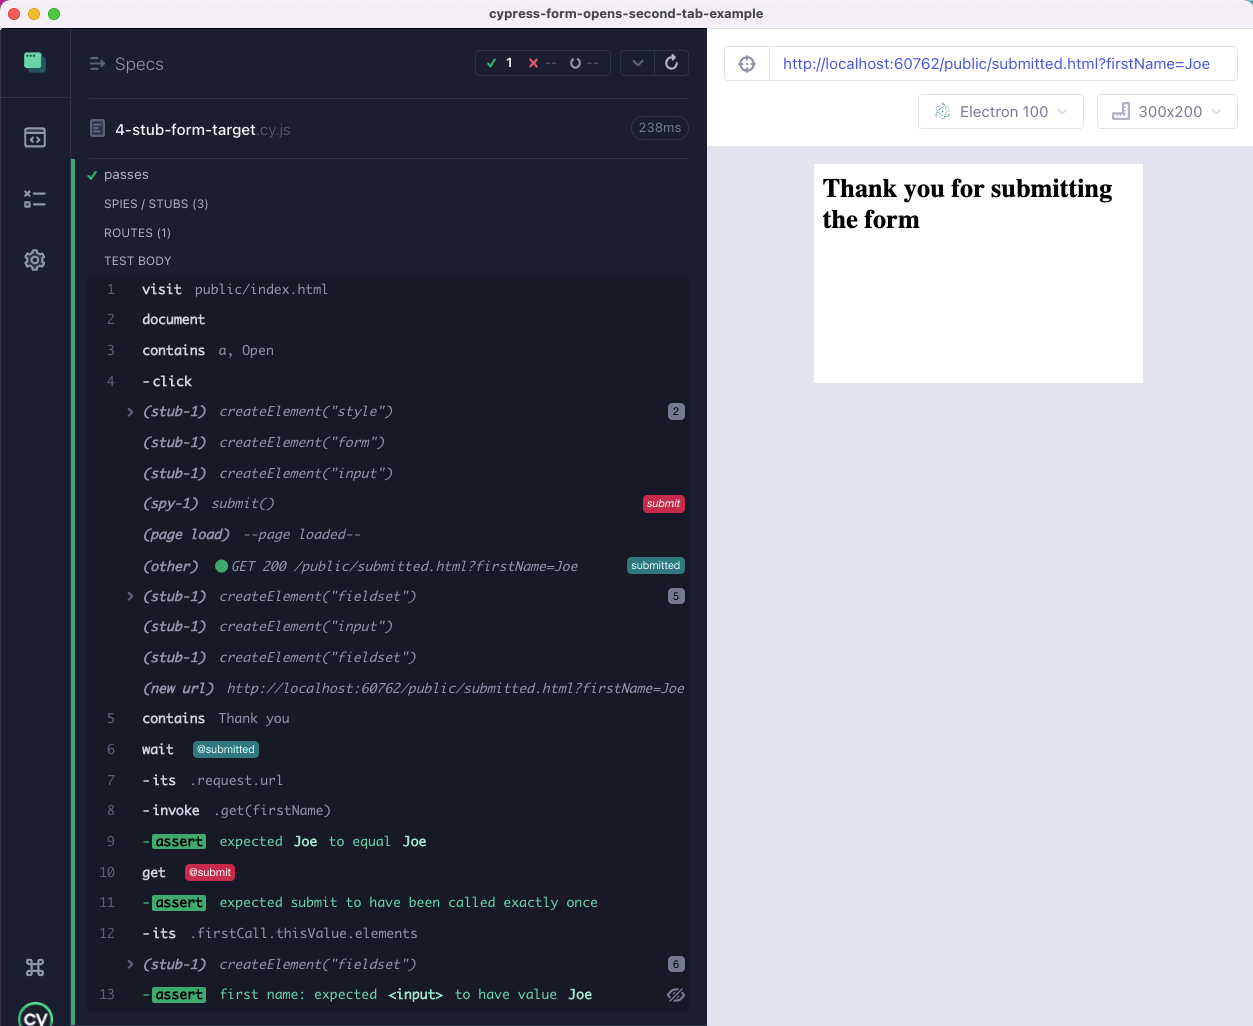 cypress-form-opens-second-tab-example
Specs
1 -- --
4-stub-form-target.cy.js 238ms
passes
SPIES / STUBS (3)
ROUTES (1)
TEST BODY
1 visit public/index.html
2 document
3 contains a, Open
4 -click
(stub-1) createElement("style") 2
(stub-1) createElement("form")
(stub-1) createElement("input")
(spy-1) submit() submit
(page load) --page loaded--
(other) GET 200 /public/submitted.html?firstName=Joe submitted
(stub-1) createElement("fieldset") 5
(stub-1) createElement("input")
(stub-1) createElement("fieldset")
(new url) http://localhost:60762/public/submitted.html?firstName=Joe
5 contains Thank you
6 wait @submitted
7 -its .request.url
8 -invoke .get(firstName)
9 -assert expected Joe to equal Joe
10 get @submit
11 -assert expected submit to have been called exactly once
12 -its .firstCall.thisValue.elements
(stub-1) createElement("fieldset") 6
13 -assert first name: expected <input> to have value Joe
cy
http://localhost:60762/public/submitted.html?firstName=Joe
Electron 100
300x200
Thank you for submitting
the form